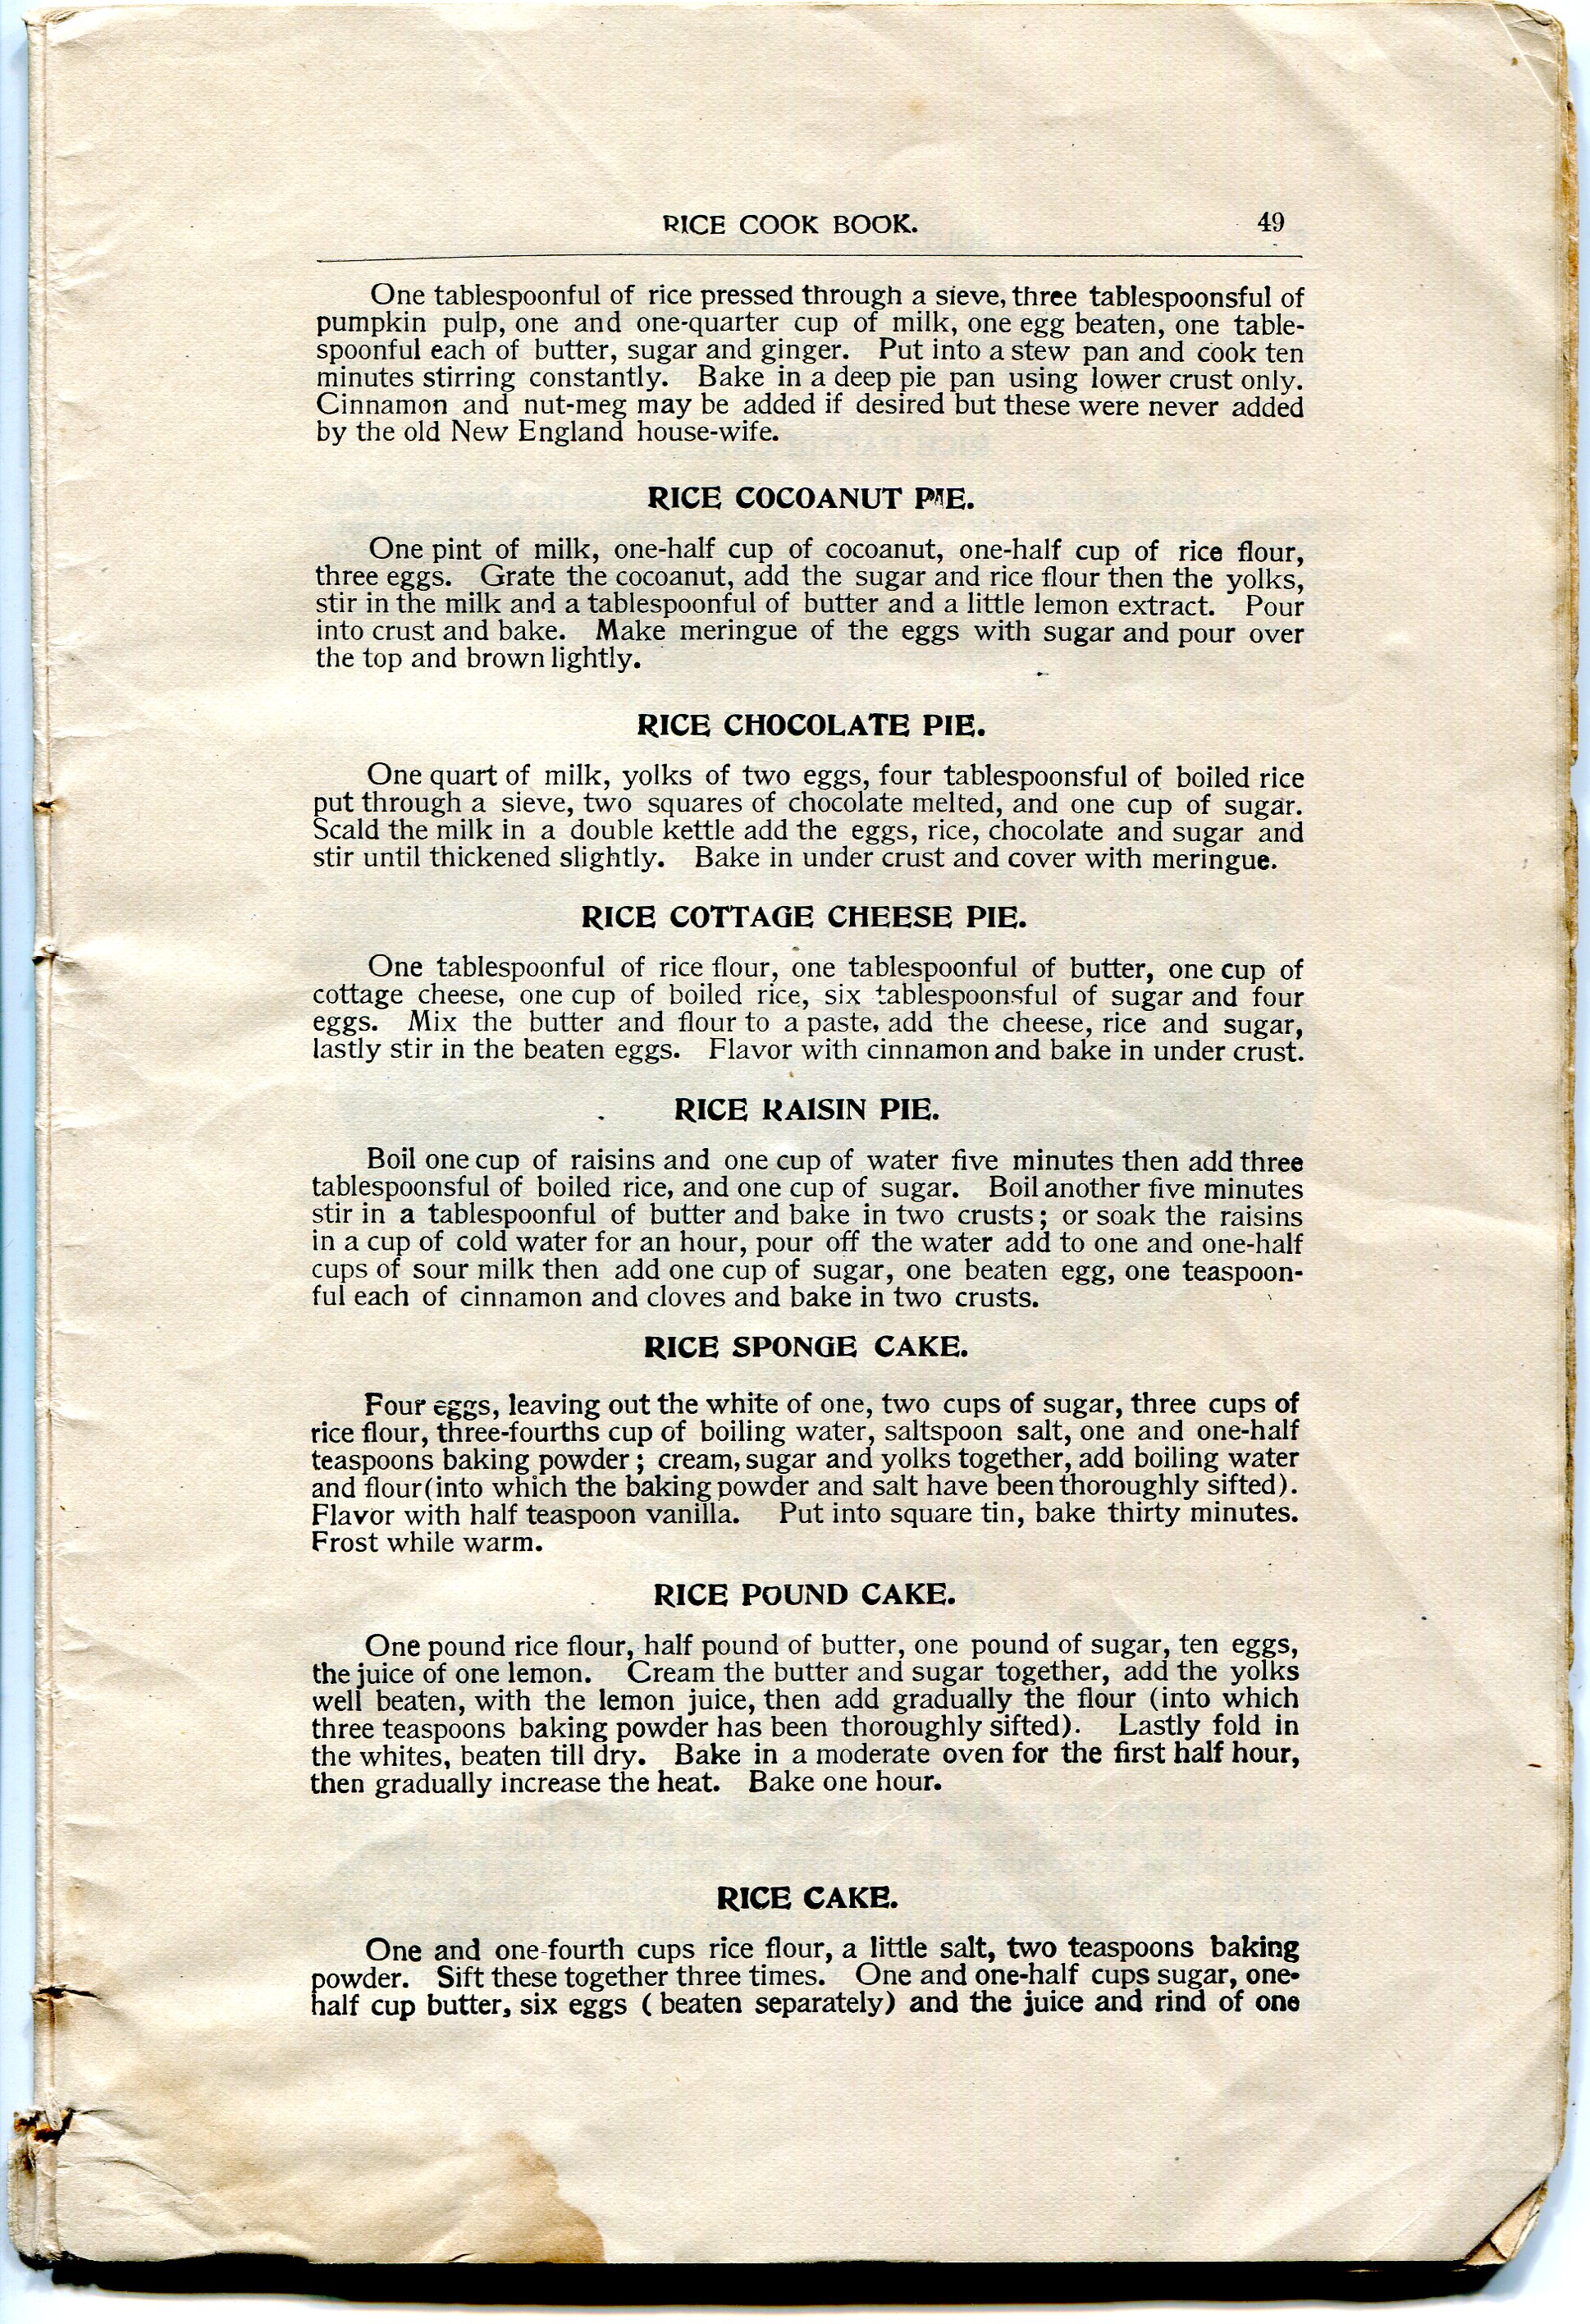 RICE COOK BOOK. 49
One tablespoonful of rice pressed through a sieve, three tablespoonsful of
pumpkin pulp, one and one-quarter cup of milk, one egg beaten, one table-
spoonful each of butter, sugar and ginger. Put into a stew pan and cook ten
minutes stirring constantly. Bake in a deep pie pan using lower crust only.
Cinnamon and nut-meg may be added if desired but these were never added
by the old New England house-wife.
RICE COCOANUT PIE.
One pint of milk, one-half cup of cocoanut, one-half cup of rice flour,
three eggs. Grate the cocoanut, add the sugar and rice flour then the yolks,
stir in the milk and a tablespoonful of butter and a little lemon extract. Pour
into crust and bake. Make meringue of the eggs with sugar and pour over
the top and brown lightly.
RICE CHOCOLATE PIE.
One quart of milk, yolks of two eggs, four tablespoonsful of boiled rice
put through a sieve, two squares of chocolate melted, and one cup of sugar.
Scald the milk in a double kettle add the eggs, rice, chocolate and sugar and
stir until thickened slightly. Bake in under crust and cover with meringue.
RICE COTTAGE CHEESE PIE.
One tablespoonful of rice flour, one tablespoonful of butter, one cup of
cottage cheese, one cup of boiled rice, six tablespoonsful of sugar and four
eggs. Mix the butter and flour to a paste, add the cheese, rice and sugar,
lastly stir in the beaten eggs. Flavor with cinnamon and bake in under crust.
RICE RAISIN PIE.
Boil one cup of raisins and one cup of water five minutes then add three
tablespoonsful of boiled rice, and one cup of sugar. Boil another five minutes
stir in a tablespoonful of butter and bake in two crusts; or soak the raisins
in a cup of cold water for an hour, pour off the water add to one and one-half
cups of sour milk then add one cup of sugar, one beaten egg, one teaspoon-
ful each of cinnamon and cloves and bake in two crusts.
RICE SPONGE CAKE.
Four eggs, leaving out the white of one, two cups of sugar, three cups of
rice flour, three-fourths cup of boiling water, saltspoon salt, one and one-half
teaspoons baking powder; cream, sugar and yolks together, add boiling water
and flour (into which the baking powder and salt have been thoroughly sifted).
Flavor with half teaspoon vanilla. Put into square tin, bake thirty minutes.
Frost while warm.
RICE POUND CAKE.
One pound rice flour, half pound of butter, one pound of sugar, ten eggs,
the juice of one lemon. Cream the butter and sugar together, add the yolks
well beaten, with the lemon juice, then add gradually the flour (into which
three teaspoons baking powder has been thoroughly sifted). Lastly fold in
the whites, beaten till dry. Bake in a moderate oven for the first half hour,
then gradually increase the heat. Bake one hour.
RICE CAKE.
One and one-fourth cups rice flour, a little salt, two teaspoons baking
powder. Sift these together three times. One and one-half cups sugar, one-
half cup butter, six eggs ( beaten separately) and the juice and rind of one